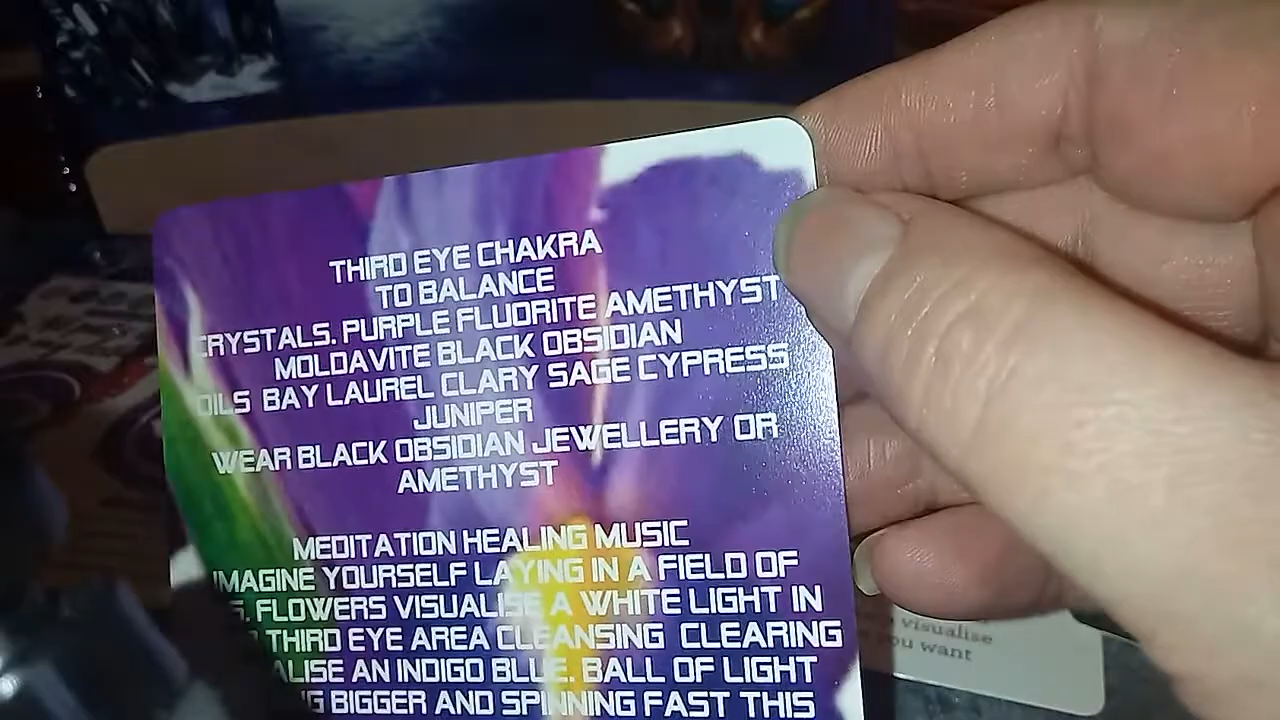 THIRD EYE CHAKRA
TO BALANCE
CRYSTALS. PURPLE FLUORITE AMETHYST
MOLDAVITE BLACK OBSIDIAN
OILS BAY LAUREL CLARY SAGE CYPRESS
JUNIPER
WEAR BLACK OBSIDIAN JEWELLERY OR
AMETHYST
MEDITATION HEALING MUSIC
IMAGINE YOURSELF LAYING IN A FIELD OF
FLOWERS VISUALISE A WHITE LIGHT IN
THIRD EYE AREA CLEANSING CLEARING
AN INDIGO BLUE. BALL OF LIGHT
BIGGER AND SPINNING FAST THIS
visualise
you want